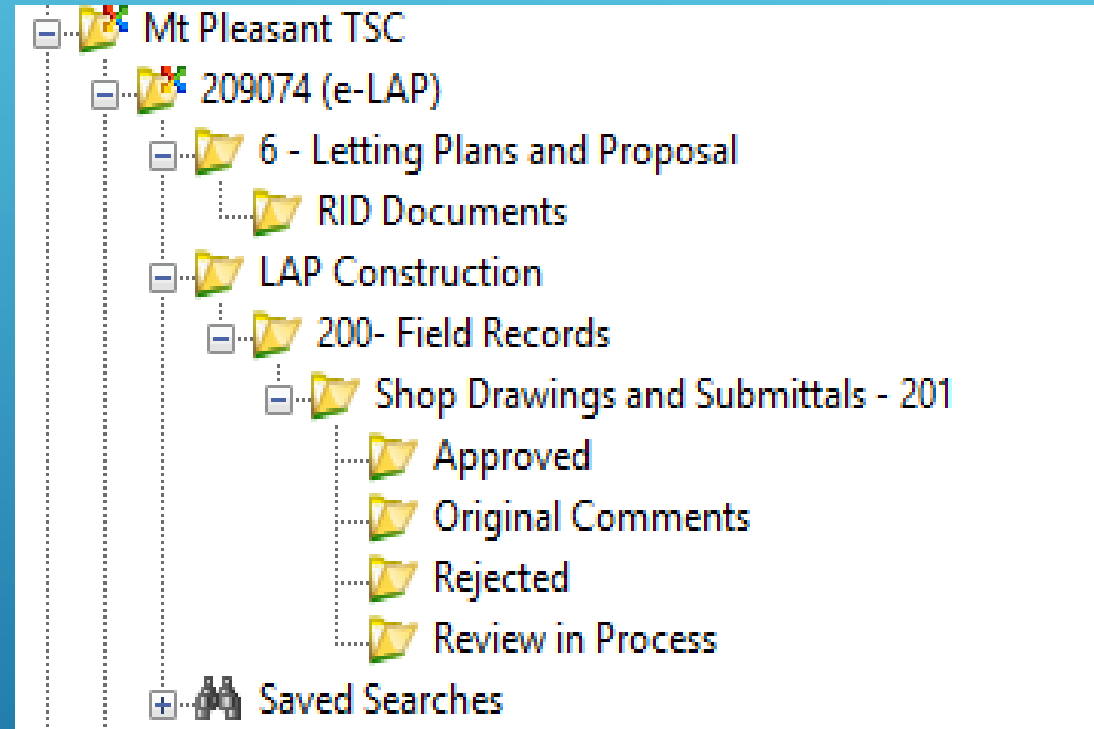 Mt Pleasant TSC
209074 (e-LAP)
6 - Letting Plans and Proposal
RID Documents
LAP Construction
200- Field Records
Shop Drawings and Submittals - 201
Approved
Original Comments
Rejected
Review in Process
Saved Searches